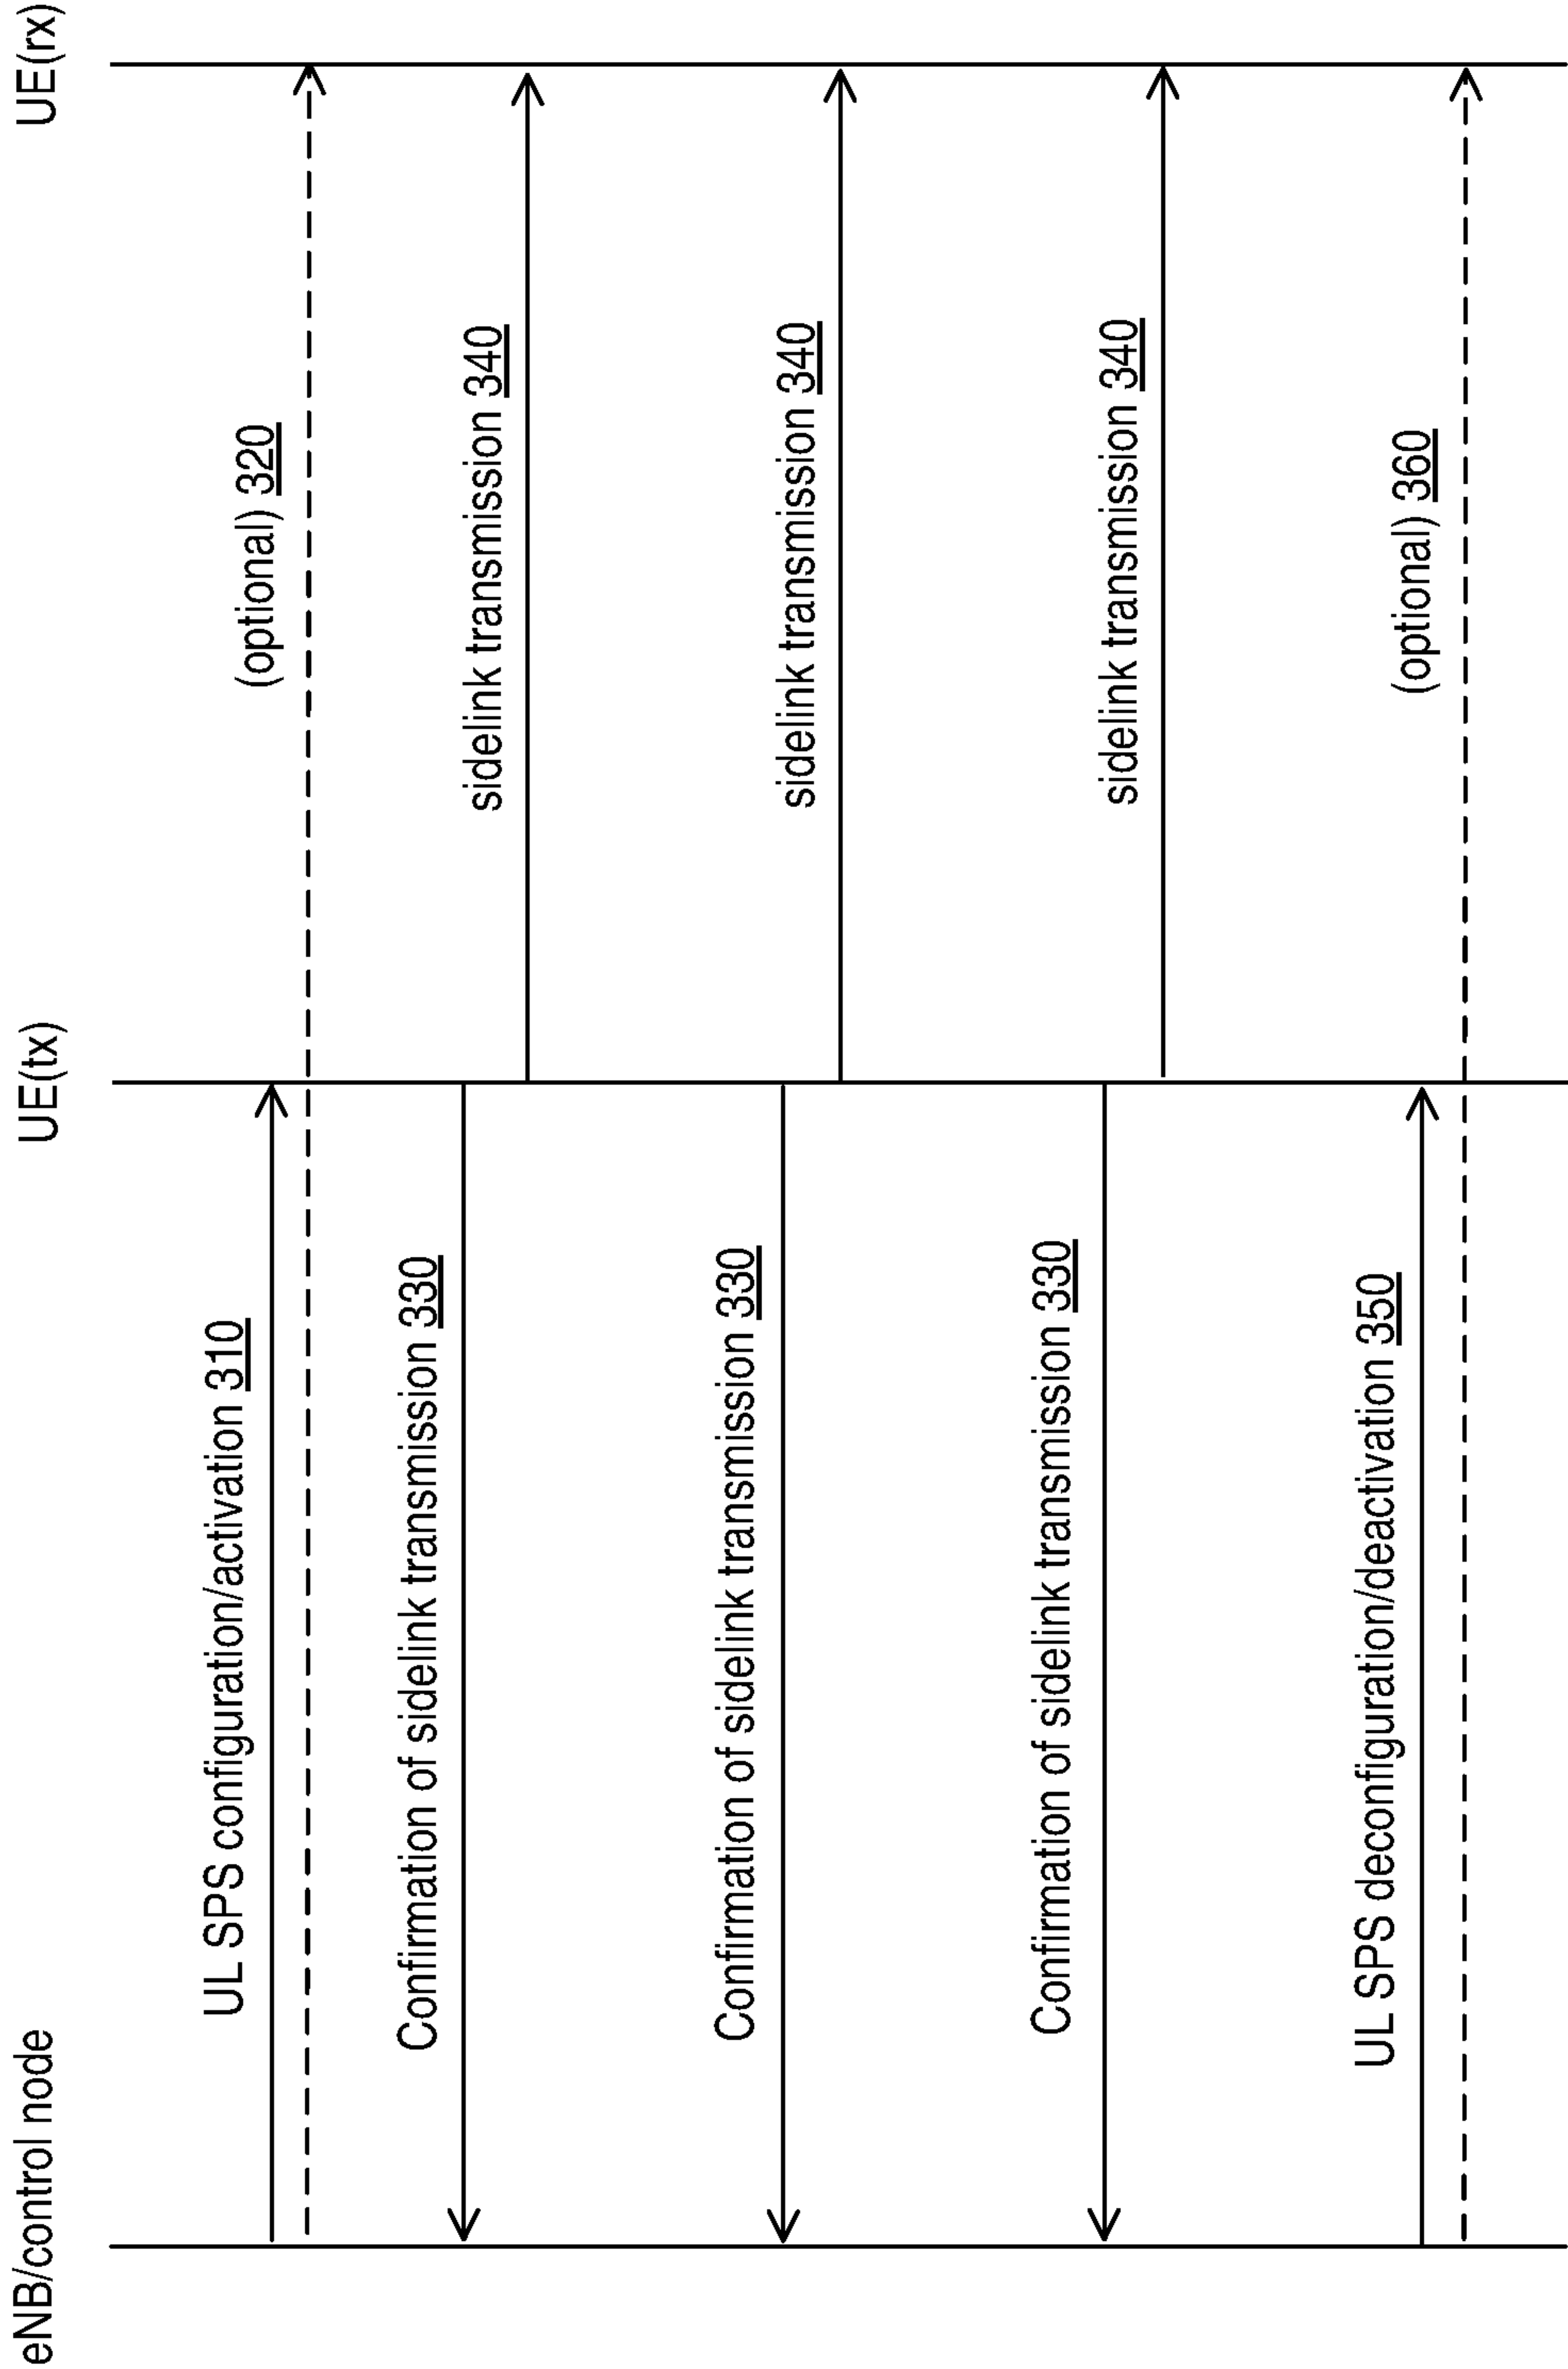 eNB/control node
UE(tx)
UE(rx)
UL SPS configuration/activation 310
(optional) 320
Confirmation of sidelink transmission 330
sidelink transmission 340
Confirmation of sidelink transmission 330
sidelink transmission 340
Confirmation of sidelink transmission 330
sidelink transmission 340
UL SPS deconfiguration/deactivation 350
(optional) 360